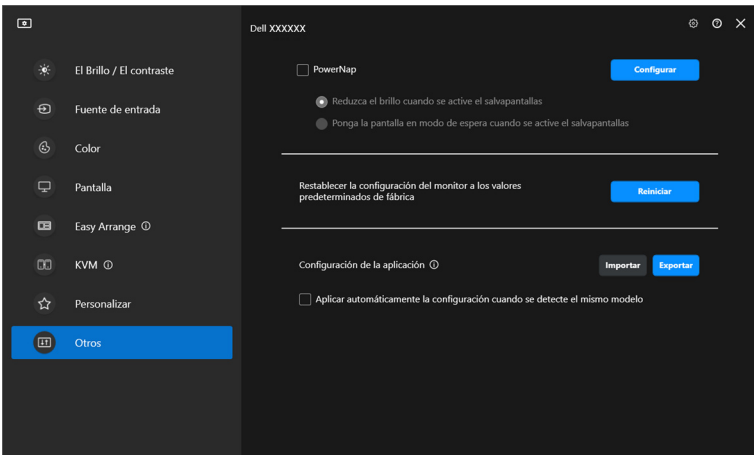 Dell XXXXXX
El Brillo / El contraste
Fuente de entrada
Color
Pantalla
Easy Arrange
KVM
Personalizar
Otros
PowerNap
Configurar
Reduzca el brillo cuando se active el salvapantallas
Ponga la pantalla en modo de espera cuando se active el salvapantallas
Restablecer la configuración del monitor a los valores
predeterminados de fábrica
Reiniciar
Configuración de la aplicación
Importar
Exportar
Aplicar automáticamente la configuración cuando se detecte el mismo modelo